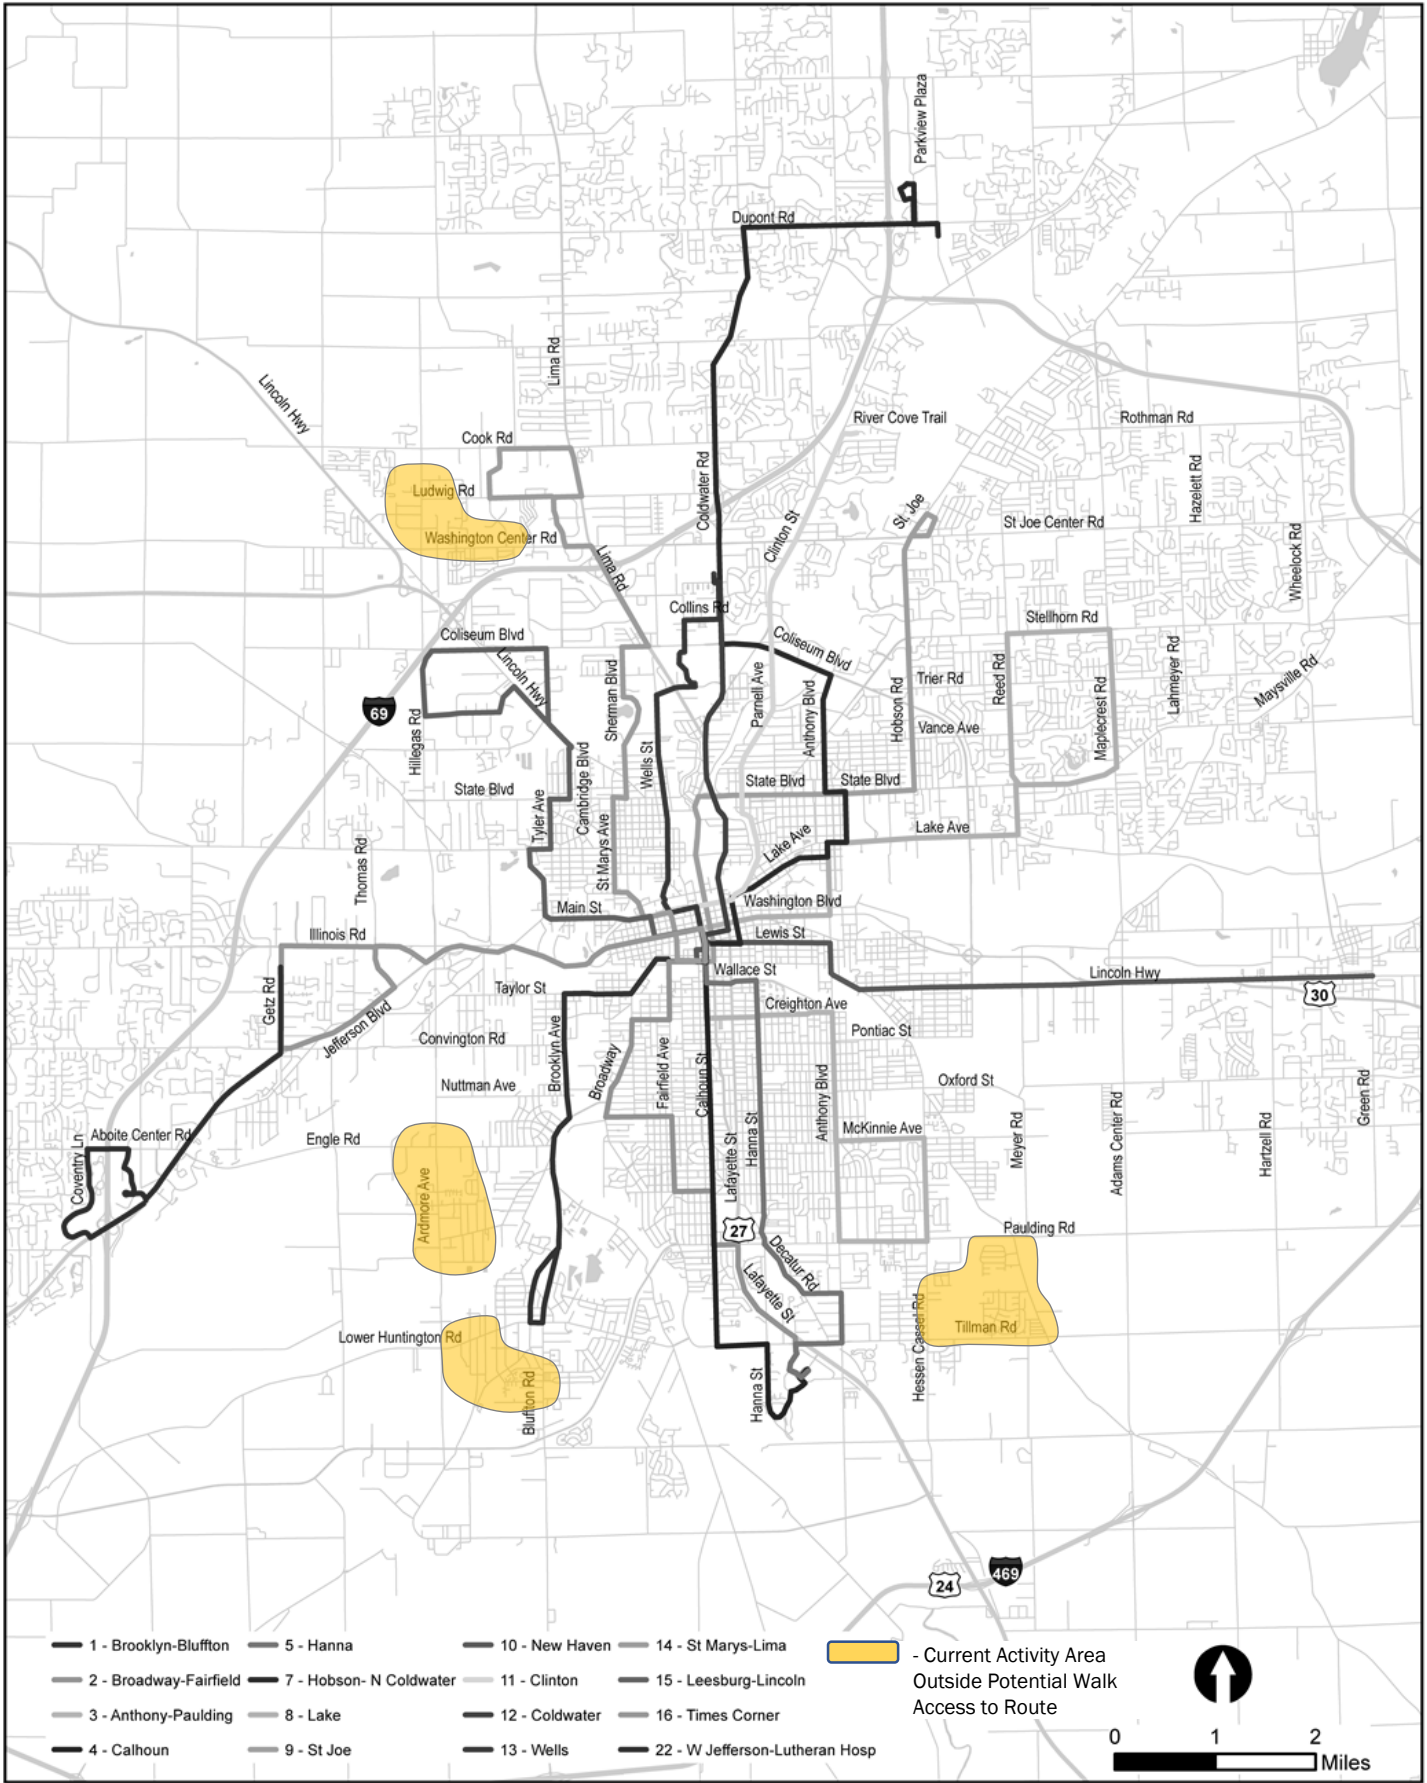 Parkview Plaza
Dupont Rd
Lima Rd
Lincoln Hwy
River Cove Trail
Rothman Rd
Cook Rd
Coldwater Rd
Hazelett Rd
Ludwig Rd
St. Joe
St Joe Center Rd
Washington Center Rd
Clinton St
Wheelock Rd
Lima Rd
Collins Rd
Stellhorn Rd
Coliseum Blvd
Coliseum Blvd
Lincoln Hwy
Sherman Blvd
Parnell Ave
Anthony Blvd
Hobson Rd
Trier Rd
Reed Rd
Lahmeyer Rd
Maysville Rd
69
Hillegas Rd
Vance Ave
Maplecrest Rd
Wells St
Cambridge Blvd
State Blvd
State Blvd
State Blvd
Tyler Ave
St Marys Ave
Lake Ave
Lake Ave
Thomas Rd
Main St
Washington Blvd
Illinois Rd
Lewis St
Wallace St
Lincoln Hwy
Taylor St
30
Getz Rd
Creighton Ave
Jefferson Blvd
Convington Rd
Pontiac St
Brooklyn Ave
Broadway
Fairfield Ave
Calhoun St
Nuttman Ave
Oxford St
Anthony Blvd
Green Rd
Aboite Center Rd
Engle Rd
McKinnie Ave
Meyer Rd
Adams Center Rd
Hartzell Rd
Coventry Ln
Lafayette St
Hanna St
Ardmore Ave
27
Paulding Rd
Decatur Rd
Lafayette St
Lower Huntington Rd
Hessen Cassel Rd
Tillman Rd
Bluffton Rd
Hanna St
469
24
1 - Brooklyn-Bluffton
2 - Broadway-Fairfield
3 - Anthony-Paulding
4 - Calhoun
5 - Hanna
7 - Hobson- N Coldwater
8 - Lake
9 - St Joe
10 - New Haven
11 - Clinton
12 - Coldwater
13 - Wells
14 - St Marys-Lima
15 - Leesburg-Lincoln
16 - Times Corner
22 - W Jefferson-Lutheran Hosp
- Current Activity Area
Outside Potential Walk
Access to Route
0 1 2
Miles